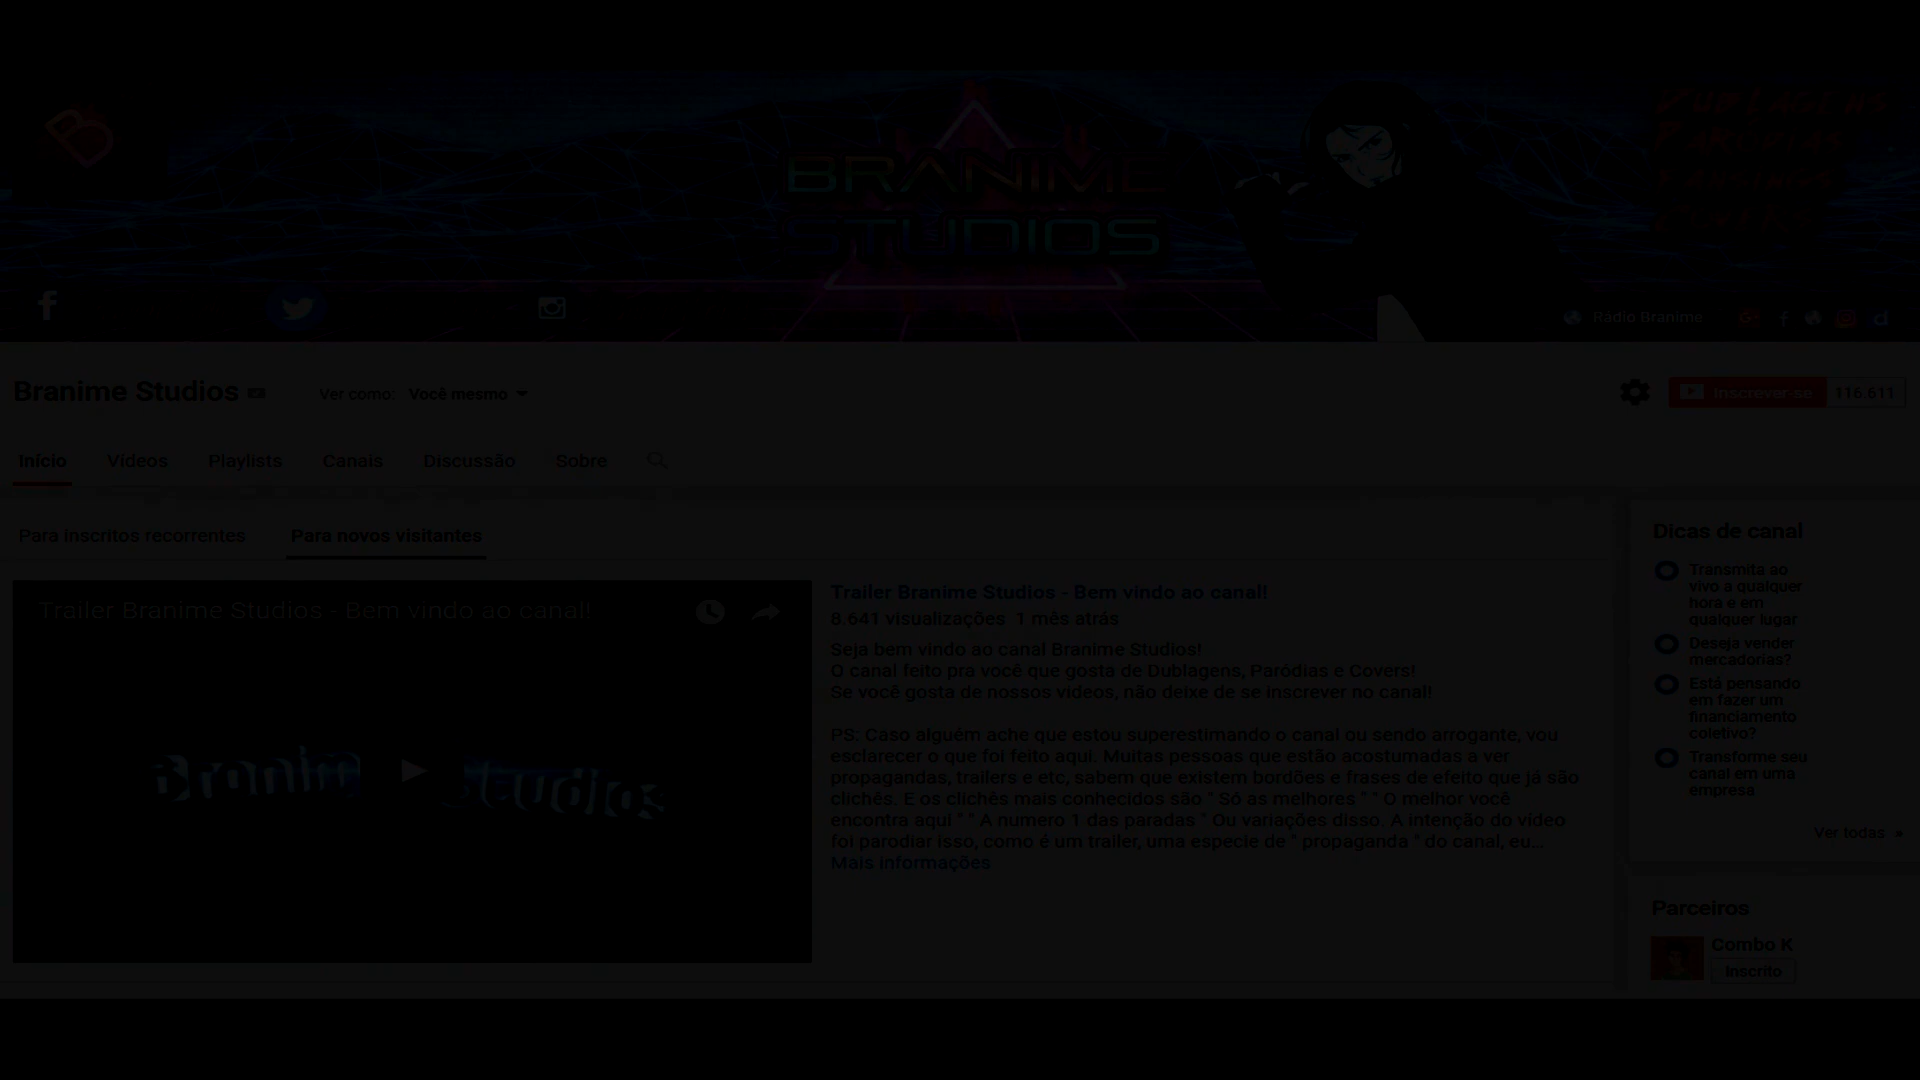 BRANIME
STUDIOS
Rádio Branime
Branime Studios
Ver como: Você mesmo
Inscrever-se 116.611
Início Vídeos Playlists Canais Discussão Sobre
Para inscritos recorrentes Para novos visitantes
Trailer Branime Studios - Bem vindo ao canal!
Branim
studios
Trailer Branime Studios - Bem vindo ao canal!
8.641 visualizações 1 mês atrás
Seja bem vindo ao canal Branime Studios!
O canal feito pra você que gosta de Dublagens, Paródias e Covers!
Se você gosta de nossos vídeos, não deixe de se inscrever no canal!
PS: Caso alguém ache que estou superestimando o canal ou sendo arrogante, vou
esclarecer o que foi feito aqui. Muitas pessoas que estão acostumadas a ver
propagandas, trailers e etc, sabem que existem bordões e frases de efeito que já são
clichês. E os clichês mais conhecidos são " Só as melhores " " O melhor você
encontra aqui " " A numero 1 das paradas " Ou variações disso. A intenção do vídeo
foi parodiar isso, como é um trailer, uma especie de " propaganda " do canal, eu...
Mais informações
Dicas de canal
Transmita ao
vivo a qualquer
hora e em
qualquer lugar
Deseja vender
mercadorias?
Está pensando
em fazer um
financiamento
coletivo?
Transforme seu
canal em uma
empresa
Ver todas »
Parceiros
Combo K
Inscrito